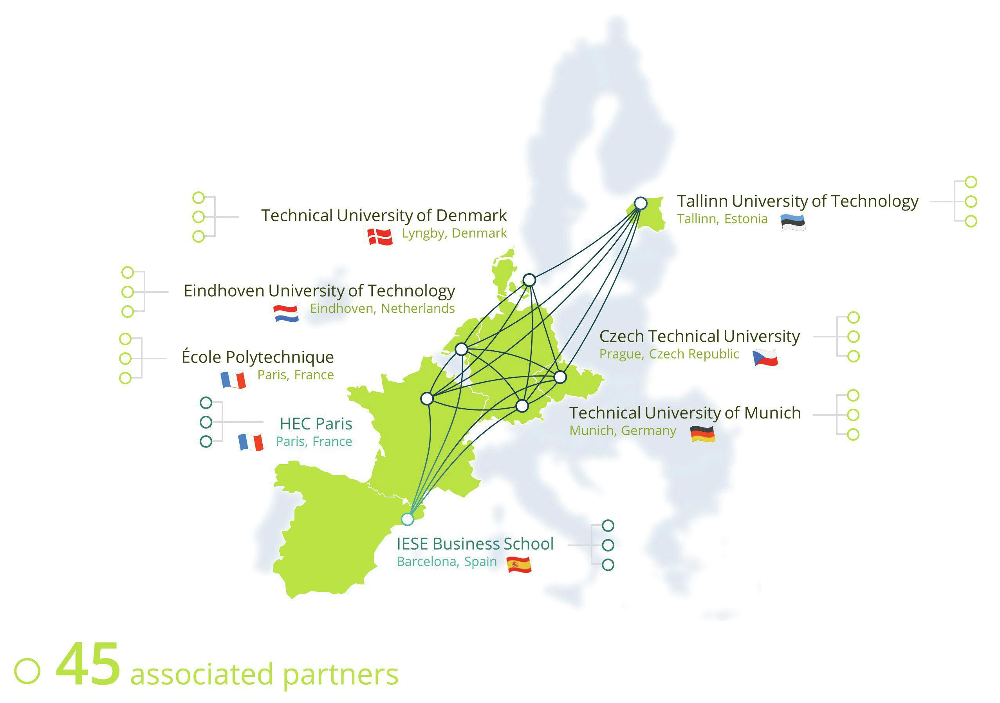 Technical University of Denmark
Lyngby, Denmark
Eindhoven University of Technology
Eindhoven, Netherlands
École Polytechnique
Paris, France
HEC Paris
Paris, France
Tallinn University of Technology
Tallinn, Estonia
Czech Technical University
Prague, Czech Republic
Technical University of Munich
Munich, Germany
IESE Business School
Barcelona, Spain
45 associated partners